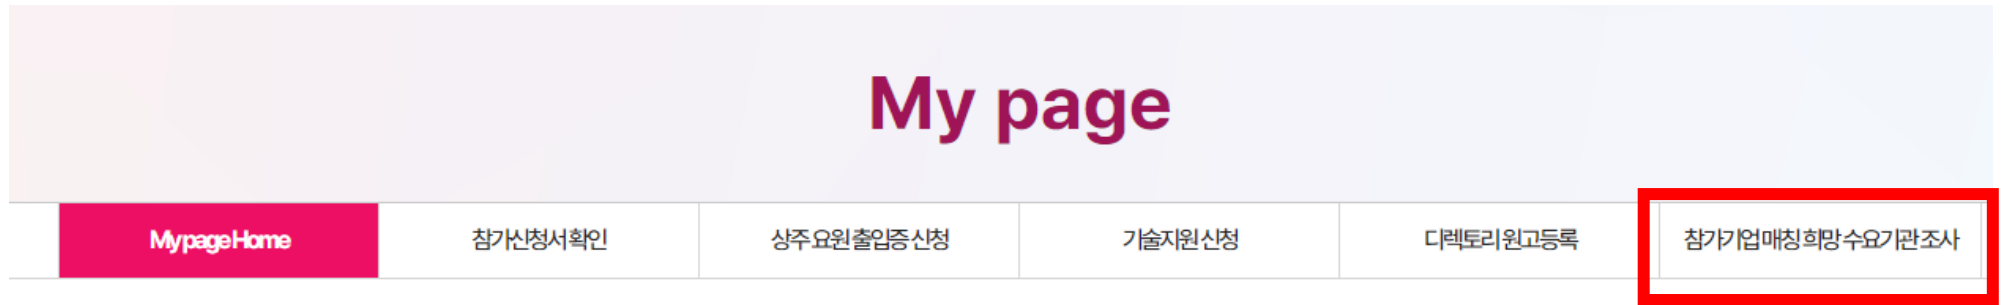 My page
Mypage Home
참가신청서 확인
상주 요원 출입증 신청
기술지원 신청
디렉토리 원고등록
참가기업 매칭 희망 수요기관 조사